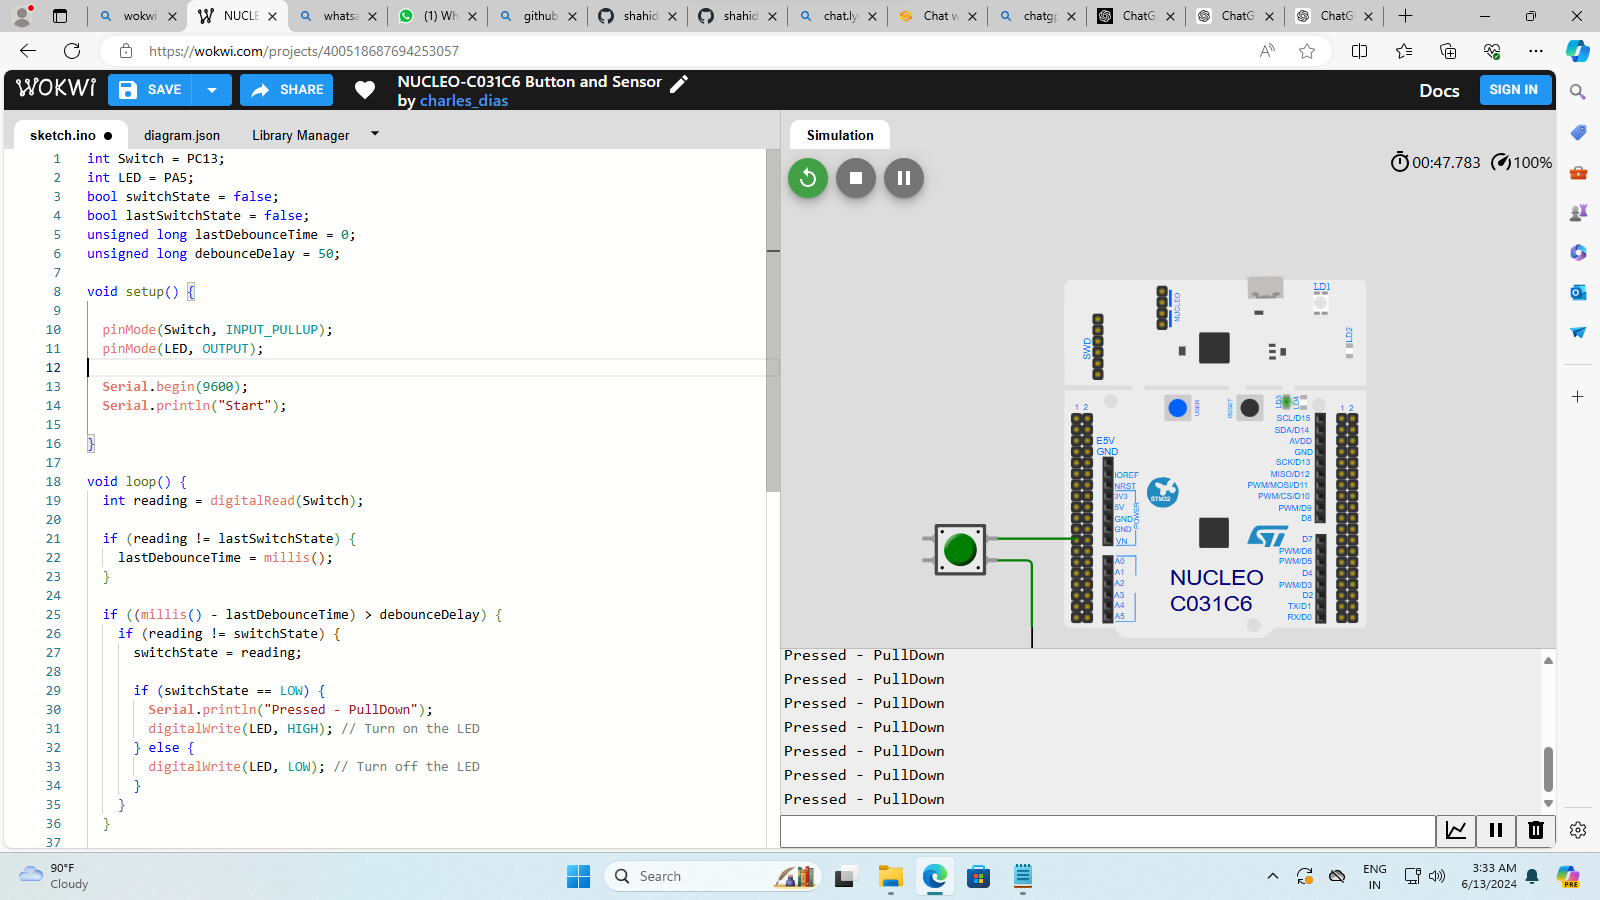 wokwi
NUCLE
whatsa
(1) Wh
github
shahid
shahid
chat.ly
Chat w
chatgp
ChatG
ChatG
ChatG
https://wokwi.com/projects/400518687694253057
WOKWI
SAVE
SHARE
NUCLEO-C031C6 Button and Sensor
by charles_dias
Docs
SIGN IN
sketch.ino ●
diagram.json
Library Manager
Simulation
00:47.783
100%
1 int Switch = PC13;
2 int LED = PA5;
3 bool switchState = false;
4 bool lastSwitchState = false;
5 unsigned long lastDebounceTime = 0;
6 unsigned long debounceDelay = 50;
7
8 void setup() {
9
10 pinMode(Switch, INPUT_PULLUP);
11 pinMode(LED, OUTPUT);
12
13 Serial.begin(9600);
14 Serial.println("Start");
15
16 }
17
18 void loop() {
19 int reading = digitalRead(Switch);
20
21 if (reading != lastSwitchState) {
22 lastDebounceTime = millis();
23 }
24
25 if ((millis() - lastDebounceTime) > debounceDelay) {
26 if (reading != switchState) {
27 switchState = reading;
28
29 if (switchState == LOW) {
30 Serial.println("Pressed - PullDown");
31 digitalWrite(LED, HIGH); // Turn on the LED
32 } else {
33 digitalWrite(LED, LOW); // Turn off the LED
34 }
35 }
36 }
37
LD1
NUCLEO
SWD
LD2
USER
RESET
LD3
LD4
1 2
1 2
E5V
GND
IOREF
NRST
3V3
5V
GND
GND
VN
POWER
A0
A1
A2
A3
A4
A5
STM32
SCL/D15
SDA/D14
AVDD
GND
SCK/D13
MISO/D12
PWM/MOSI/D11
PWM/CS/D10
PWM/D9
D8
D7
PWM/D6
PWM/D5
D4
PWM/D3
D2
TX/D1
RX/D0
ST
NUCLEO
C031C6
Pressed - PullDown
Pressed - PullDown
Pressed - PullDown
Pressed - PullDown
Pressed - PullDown
Pressed - PullDown
Pressed - PullDown
90°F
Cloudy
Search
ENG
IN
3:33 AM
6/13/2024
PRE